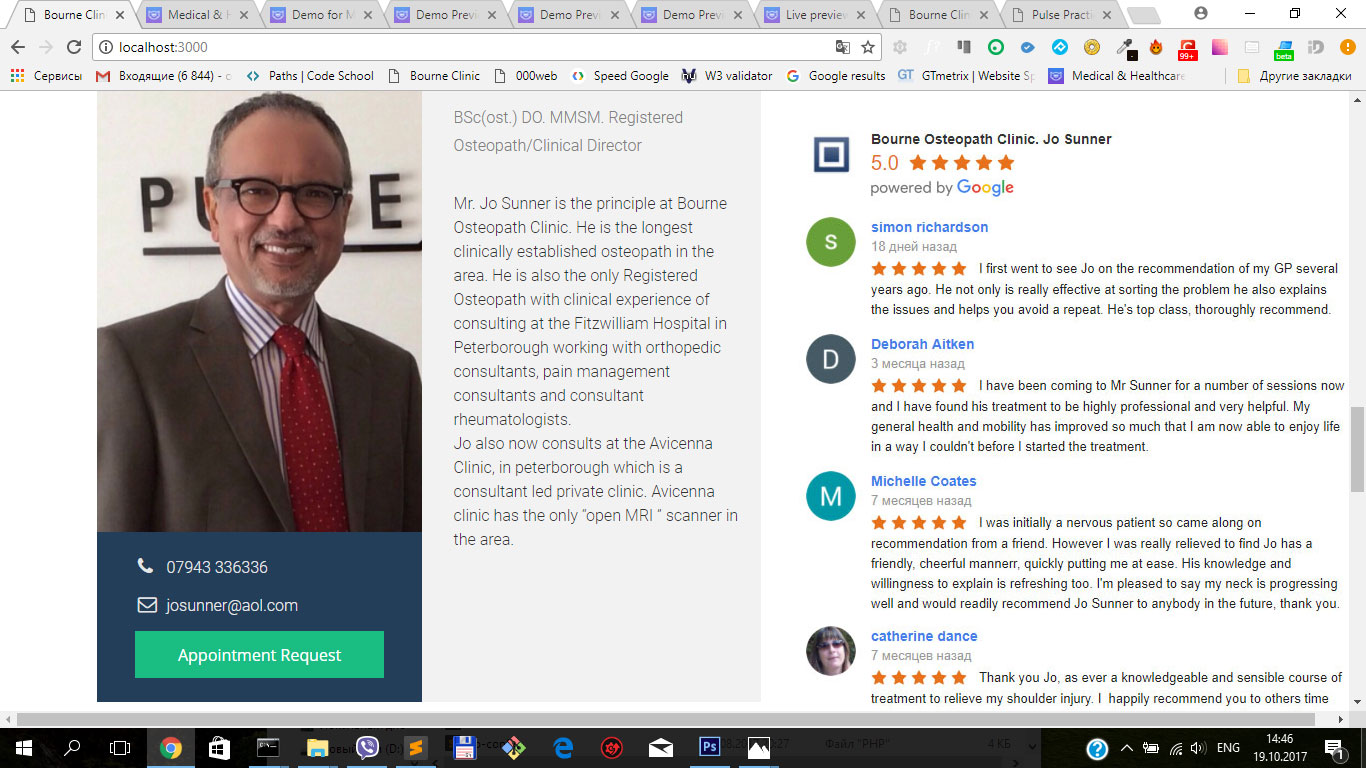 Bourne Clin
Medical & H
Demo for M
Demo Previ
Demo Previ
Demo Previ
Live preview
Bourne Clin
Pulse Practi
localhost:3000
99+
beta
Сервисы
Входящие (6 844) - c
Paths | Code School
Bourne Clinic
000web
Speed Google
W3 validator
Google results
GT
GTmetrix | Website Sp
Medical & Healthcare
Другие закладки
BSc(ost.) DO. MMSM. Registered
Osteopath/Clinical Director
Mr. Jo Sunner is the principle at Bourne
Osteopath Clinic. He is the longest
clinically established osteopath in the
area. He is also the only Registered
Osteopath with clinical experience of
consulting at the Fitzwilliam Hospital in
Peterborough working with orthopedic
consultants, pain management
consultants and consultant
rheumatologists.
Jo also now consults at the Avicenna
Clinic, in peterborough which is a
consultant led private clinic. Avicenna
clinic has the only “open MRI ” scanner in
the area.
07943 336336
josunner@aol.com
Appointment Request
Bourne Osteopath Clinic. Jo Sunner
5.0
powered by Google
S
simon richardson
18 дней назад
I first went to see Jo on the recommendation of my GP several
years ago. He not only is really effective at sorting the problem he also explains
the issues and helps you avoid a repeat. He's top class, thoroughly recommend.
D
Deborah Aitken
3 месяца назад
I have been coming to Mr Sunner for a number of sessions now
and I have found his treatment to be highly professional and very helpful. My
general health and mobility has improved so much that I am now able to enjoy life
in a way I couldn't before I started the treatment.
M
Michelle Coates
7 месяцев назад
I was initially a nervous patient so came along on
recommendation from a friend. However I was really relieved to find Jo has a
friendly, cheerful mannerr, quickly putting me at ease. His knowledge and
willingness to explain is refreshing too. I'm pleased to say my neck is progressing
well and would readily recommend Jo Sunner to anybody in the future, thank you.
catherine dance
7 месяцев назад
Thank you Jo, as ever a knowledgeable and sensible course of
treatment to relieve my shoulder injury. I happily recommend you to others time
Файл "PHP"
4 КБ
Ps
ENG
14:46
19.10.2017
1